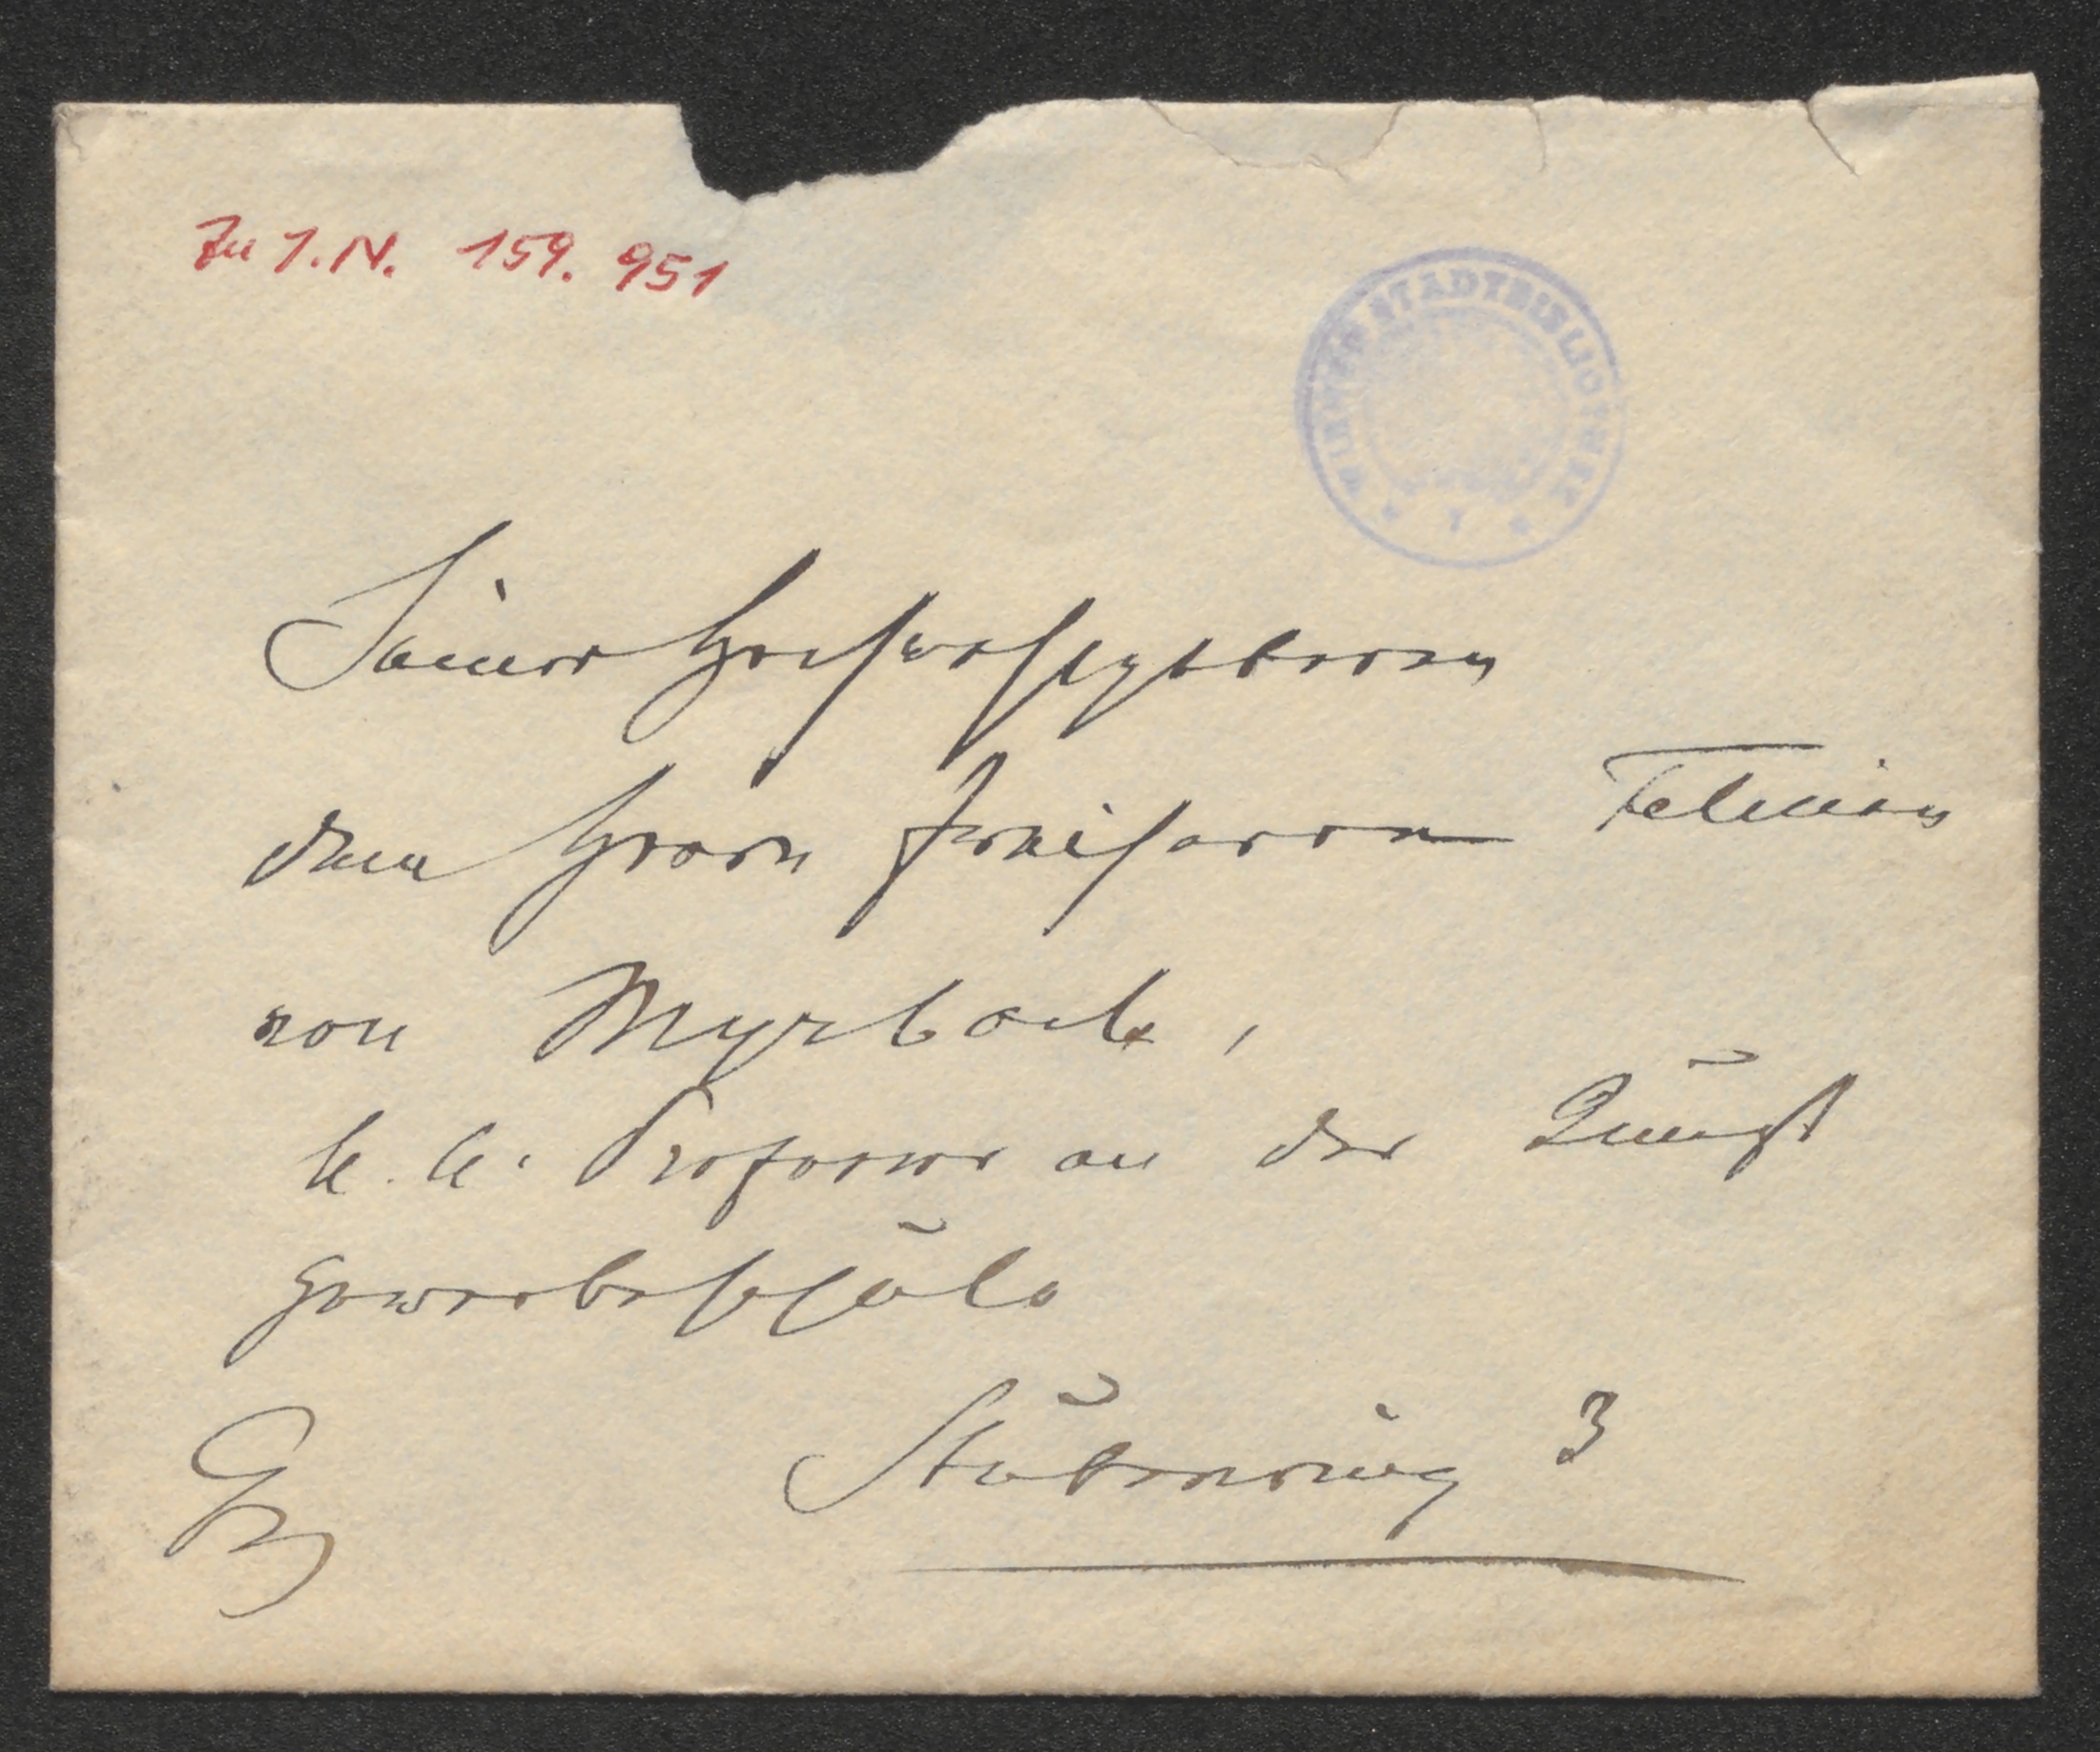 Zu I.N. 159.951
WIENER STADTBIBLIOTHEK
Seiner Hochwohlgeboren
dem Herrn Freiherrn Felician
von Myrbach,
k. k. Professor an der Kunst
gewerbeschule
Stubenring 3